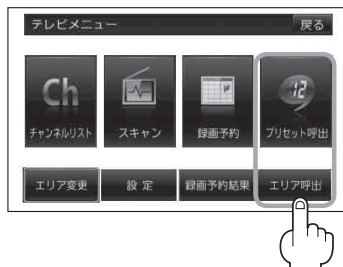 テレビメニュー 戻る
Ch
12
チャンネルリスト スキャン 録画予約 プリセット呼出
エリア変更 設定 録画予約結果 エリア呼出